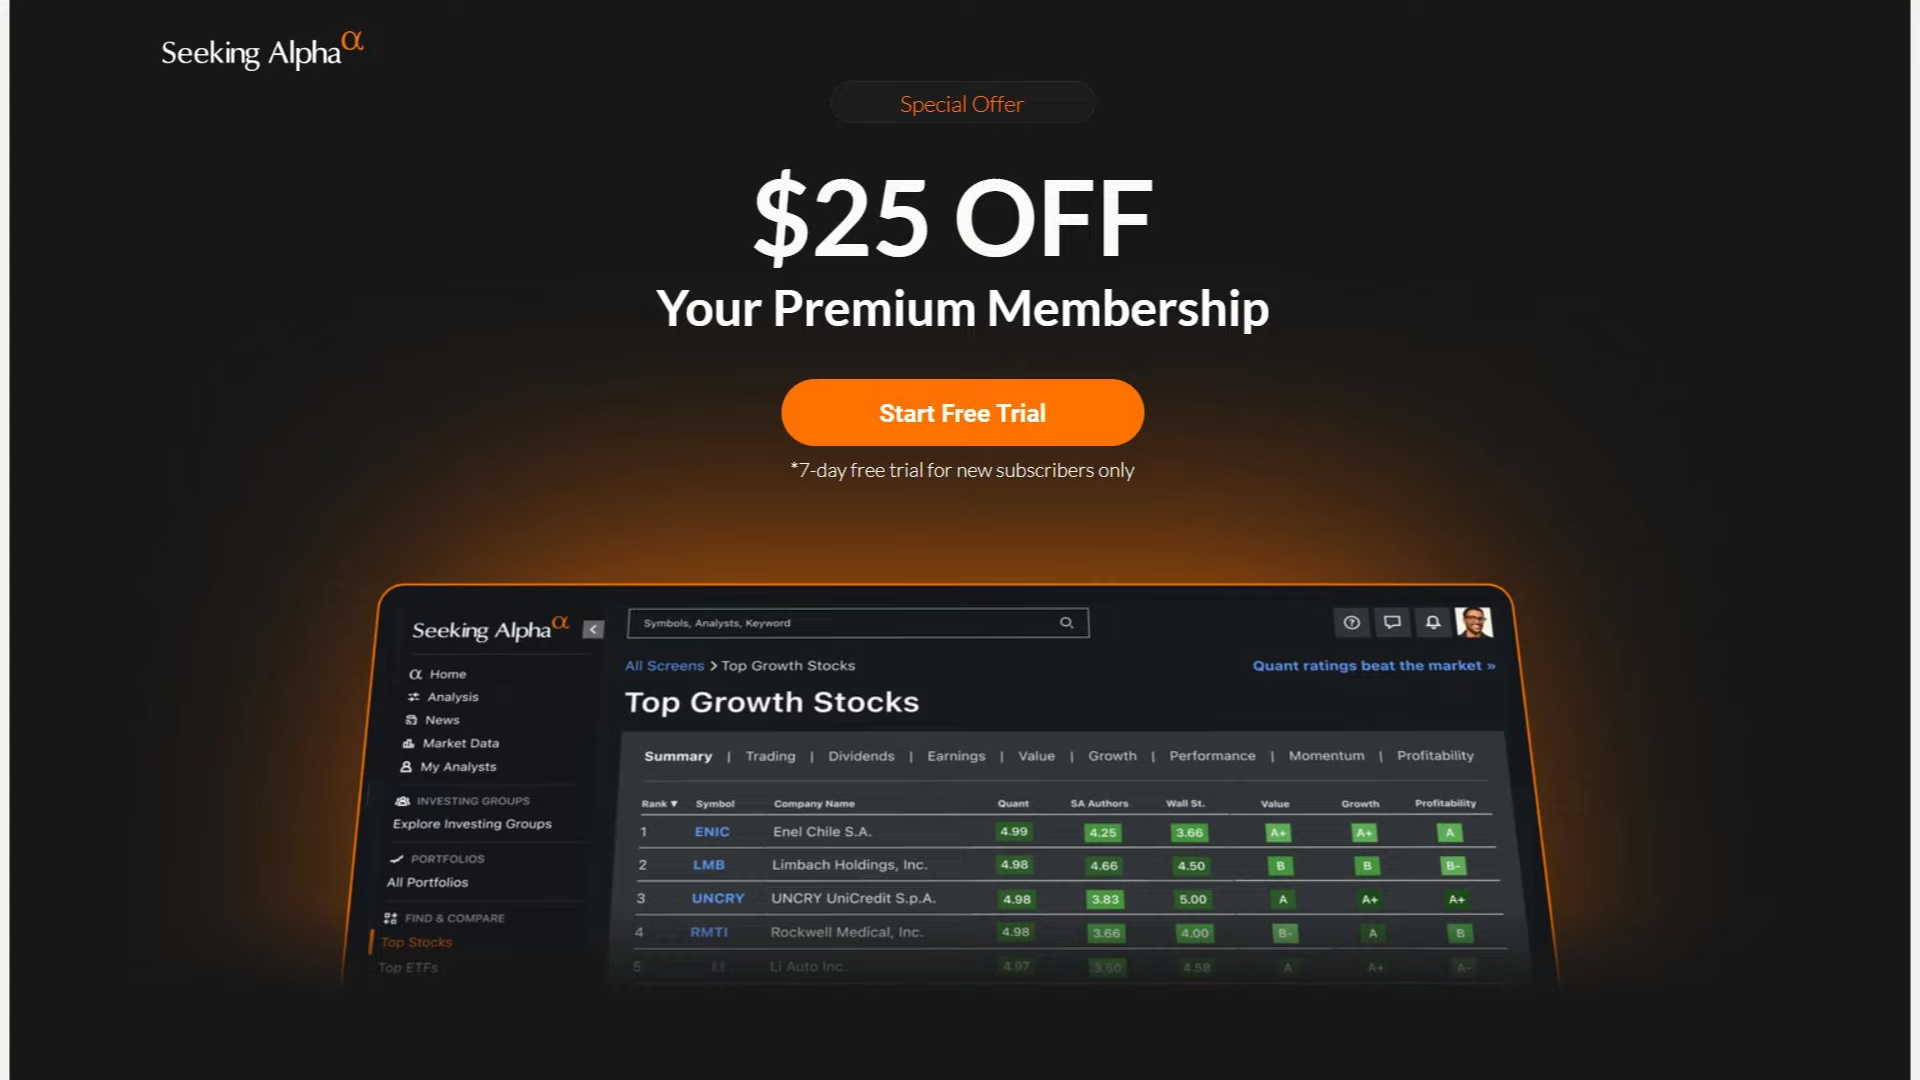 Seeking Alpha α
Special Offer
$25 OFF
Your Premium Membership
Start Free Trial
*7-day free trial for new subscribers only
Seeking Alpha α
Symbols, Analysts, Keyword
Home
Analysis
News
Market Data
My Analysts
INVESTING GROUPS
Explore Investing Groups
PORTFOLIOS
All Portfolios
FIND & COMPARE
Top Stocks
Top ETFs
All Screens > Top Growth Stocks
Quant ratings beat the market »
Top Growth Stocks
Summary | Trading | Dividends | Earnings | Value | Growth | Performance | Momentum | Profitability
Rank ▼ Symbol Company Name Quant SA Authors Wall St. Value Growth Profitability
1 ENIC Enel Chile S.A. 4.99 4.25 3.66 A+ A+ A
2 LMB Limbach Holdings, Inc. 4.98 4.66 4.50 B B B-
3 UNCRY UNCRY UniCredit S.p.A. 4.98 3.83 5.00 A A+ A+
4 RMTI Rockwell Medical, Inc. 4.98 3.66 4.00 B- A B
5 Li Auto Inc. 4.97 3.60 4.58 A A+ A-